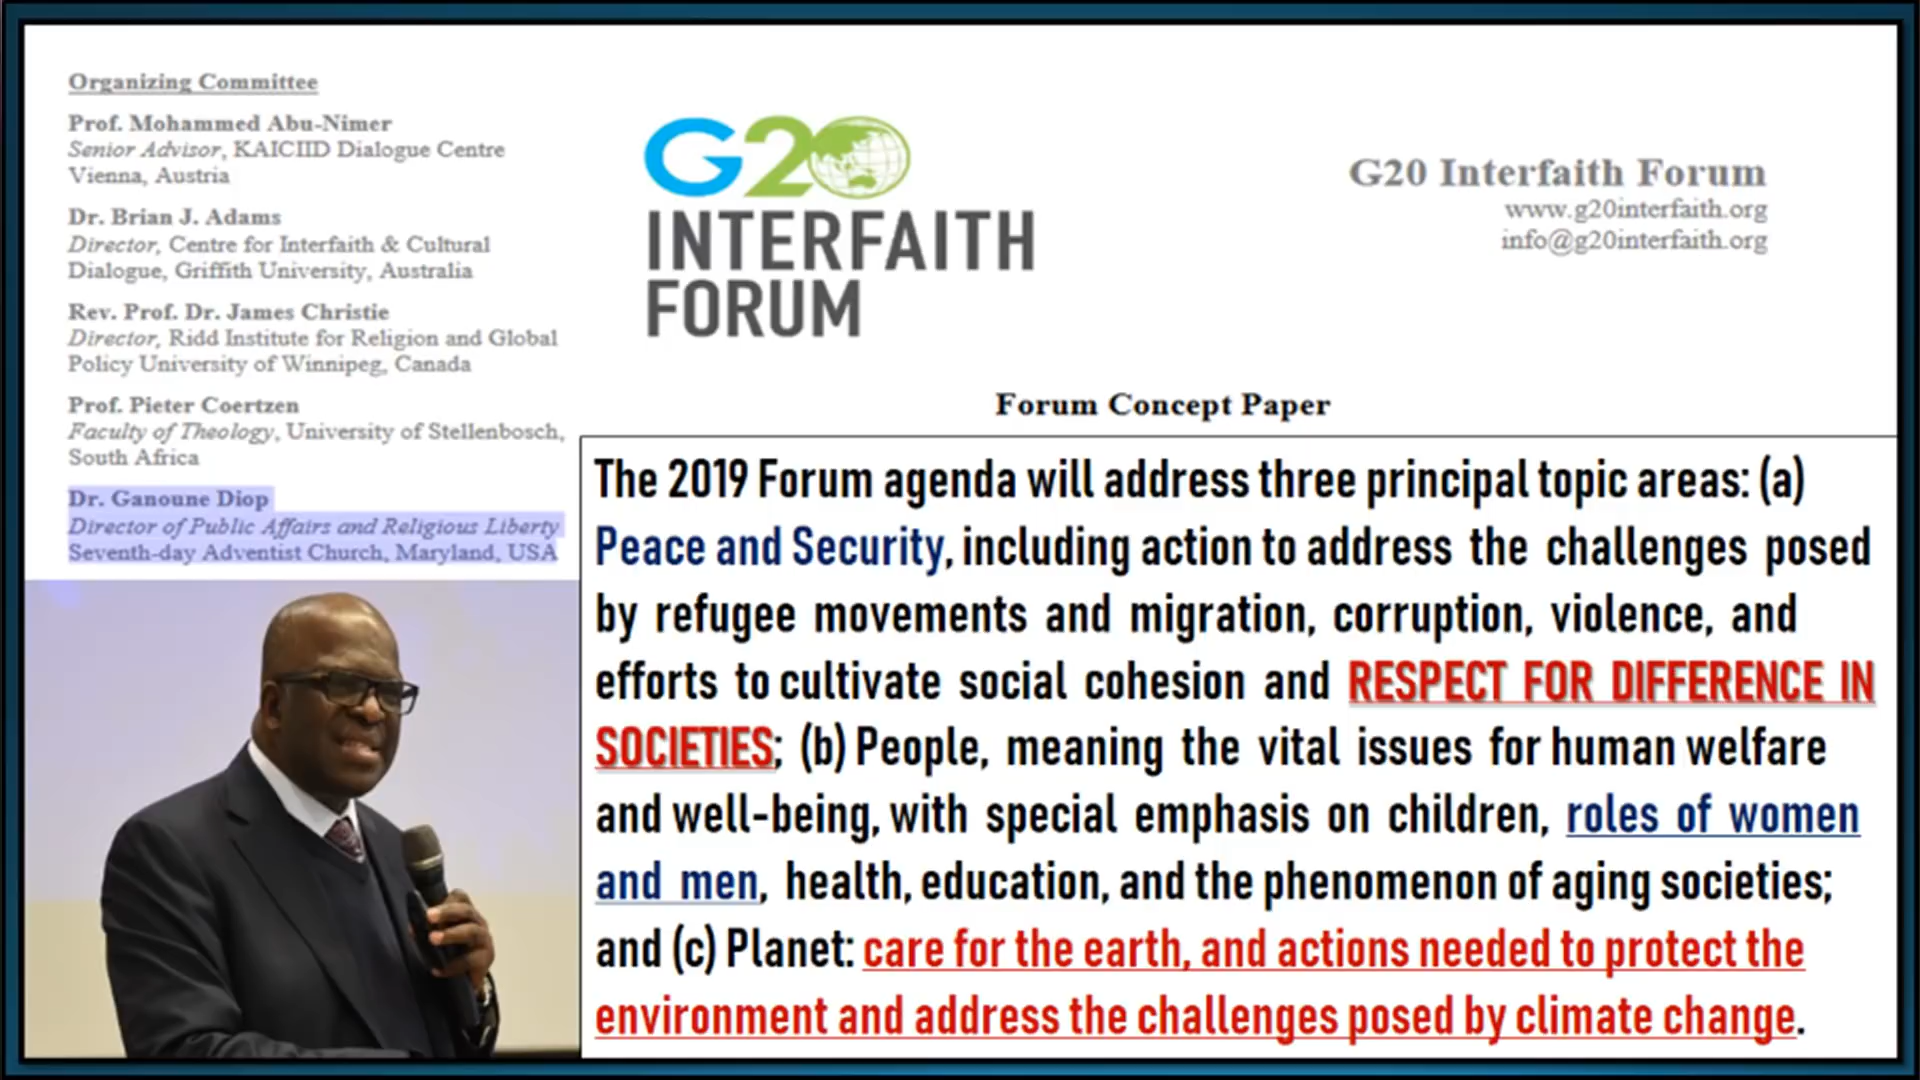 Organizing Committee
Prof. Mohammed Abu-Nimer
Senior Advisor, KAICIID Dialogue Centre
Vienna, Austria
Dr. Brian J. Adams
Director, Centre for Interfaith & Cultural
Dialogue, Griffith University, Australia
Rev. Prof. Dr. James Christie
Director, Ridd Institute for Religion and Global
Policy University of Winnipeg, Canada
Prof. Pieter Coertzen
Faculty of Theology, University of Stellenbosch,
South Africa
Dr. Ganoune Diop
Director of Public Affairs and Religious Liberty
Seventh-day Adventist Church, Maryland, USA
G20
INTERFAITH
FORUM
G20 Interfaith Forum
www.g20interfaith.org
info@g20interfaith.org
Forum Concept Paper
The 2019 Forum agenda will address three principal topic areas: (a)
Peace and Security, including action to address the challenges posed
by refugee movements and migration, corruption, violence, and
efforts to cultivate social cohesion and RESPECT FOR DIFFERENCE IN
SOCIETIES; (b) People, meaning the vital issues for human welfare
and well-being, with special emphasis on children, roles of women
and men, health, education, and the phenomenon of aging societies;
and (c) Planet: care for the earth, and actions needed to protect the
environment and address the challenges posed by climate change.